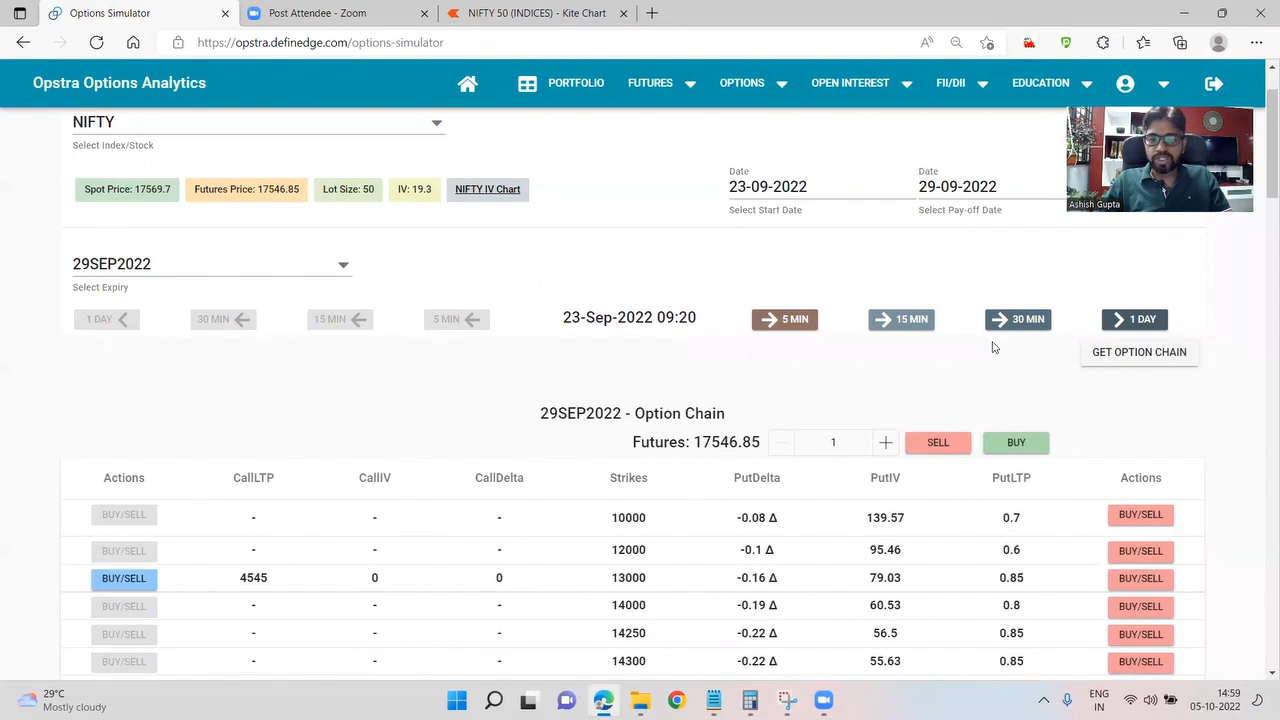 Options Simulator
Post Attendee - Zoom
NIFTY 50 (INDICES) - Kite Chart
https://opstra.definedge.com/options-simulator
Opstra Options Analytics
PORTFOLIO
FUTURES
OPTIONS
OPEN INTEREST
FII/DII
EDUCATION
NIFTY
Select Index/Stock
Spot Price: 17569.7
Futures Price: 17546.85
Lot Size: 50
IV: 19.3
NIFTY IV Chart
Date
23-09-2022
Select Start Date
Date
29-09-2022
Select Pay-off Date
Ashish Gupta
29SEP2022
Select Expiry
1 DAY
30 MIN
15 MIN
5 MIN
23-Sep-2022 09:20
5 MIN
15 MIN
30 MIN
1 DAY
GET OPTION CHAIN
29SEP2022 - Option Chain
Futures: 17546.85
1
SELL
BUY
Actions CallLTP CallIV CallDelta Strikes PutDelta PutIV PutLTP Actions
BUY/SELL - - - 10000 -0.08 Δ 139.57 0.7 BUY/SELL
BUY/SELL - - - 12000 -0.1 Δ 95.46 0.6 BUY/SELL
BUY/SELL 4545 0 0 13000 -0.16 Δ 79.03 0.85 BUY/SELL
BUY/SELL - - - 14000 -0.19 Δ 60.53 0.8 BUY/SELL
BUY/SELL - - - 14250 -0.22 Δ 56.5 0.85 BUY/SELL
BUY/SELL - - - 14300 -0.22 Δ 55.63 0.85 BUY/SELL
29°C
Mostly cloudy
ENG
IN
14:59
05-10-2022